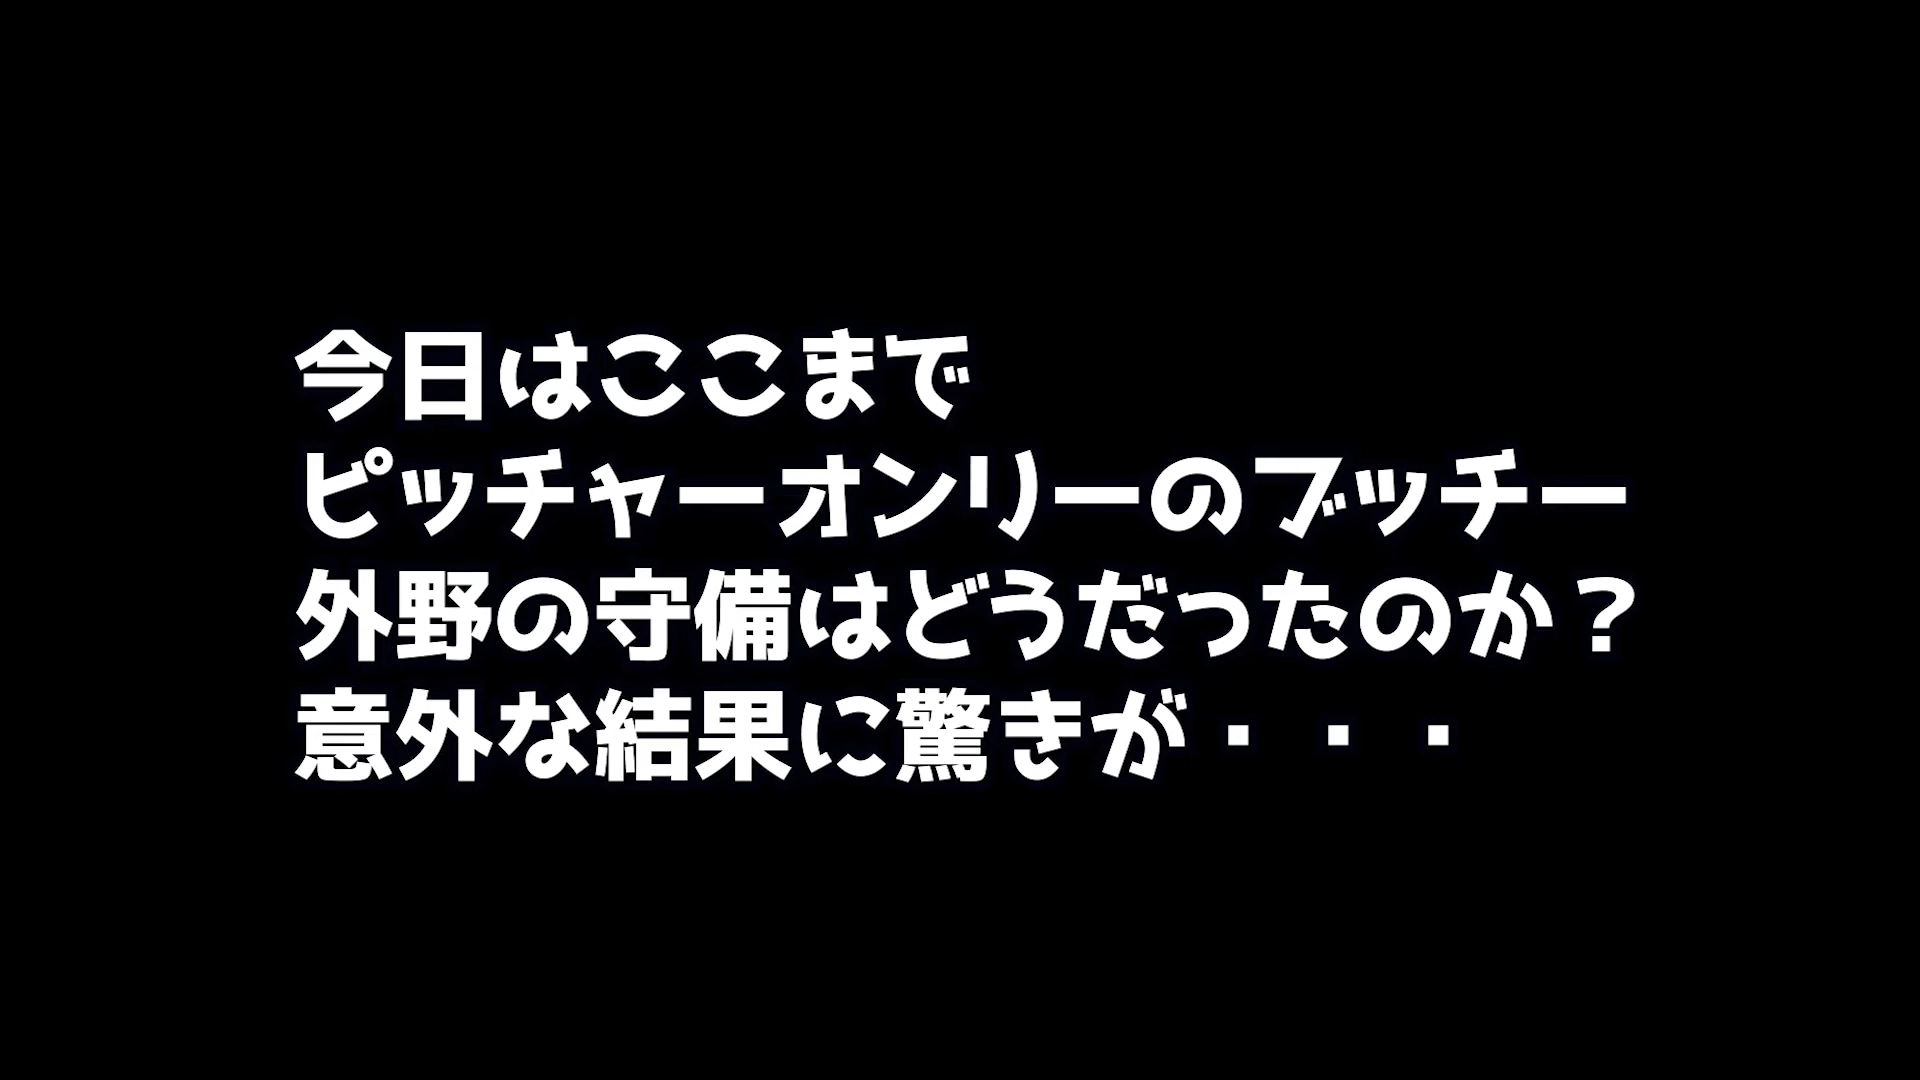 今日はここまで
ピッチャーオンリーのブッチー
外野の守備はどうだったのか？
意外な結果に驚きが・・・